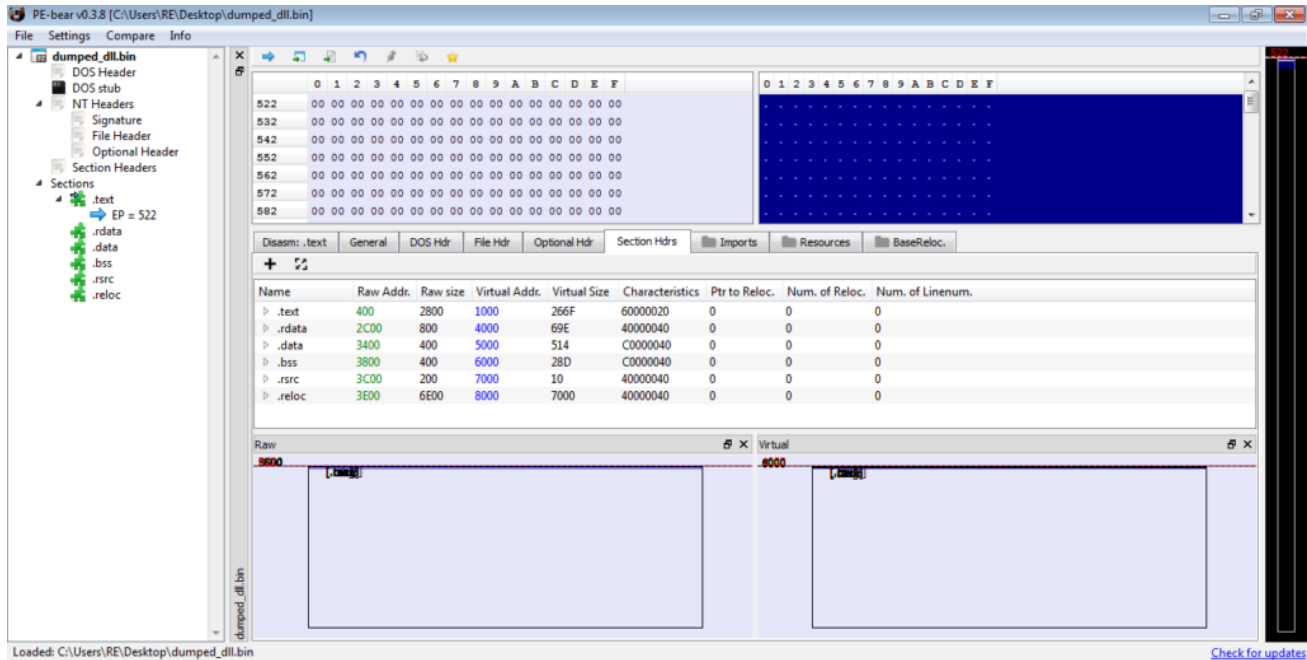 PE-bear v0.3.8 [C:\Users\RE\Desktop\dumped_dll.bin]
File Settings Compare Info
dumped_dll.bin
DOS Header
DOS stub
NT Headers
Signature
File Header
Optional Header
Section Headers
Sections
.text
EP = 522
.rdata
.data
.bss
.rsrc
.reloc
dumped_dll.bin
0 1 2 3 4 5 6 7 8 9 A B C D E F 0 1 2 3 4 5 6 7 8 9 A B C D E F
522 00 00 00 00 00 00 00 00 00 00 00 00 00 00 00 00 . . . . . . . . . . . . . . . .
532 00 00 00 00 00 00 00 00 00 00 00 00 00 00 00 00 . . . . . . . . . . . . . . . .
542 00 00 00 00 00 00 00 00 00 00 00 00 00 00 00 00 . . . . . . . . . . . . . . . .
552 00 00 00 00 00 00 00 00 00 00 00 00 00 00 00 00 . . . . . . . . . . . . . . . .
562 00 00 00 00 00 00 00 00 00 00 00 00 00 00 00 00 . . . . . . . . . . . . . . . .
572 00 00 00 00 00 00 00 00 00 00 00 00 00 00 00 00 . . . . . . . . . . . . . . . .
582 00 00 00 00 00 00 00 00 00 00 00 00 00 00 00 00 . . . . . . . . . . . . . . . .
522
Disasm: .text General DOS Hdr File Hdr Optional Hdr Section Hdrs Imports Resources BaseReloc.
Name Raw Addr. Raw size Virtual Addr. Virtual Size Characteristics Ptr to Reloc. Num. of Reloc. Num. of Linenum.
.text 400 2800 1000 266F 60000020 0 0 0
.rdata 2C00 800 4000 69E 40000040 0 0 0
.data 3400 400 5000 514 C0000040 0 0 0
.bss 3800 400 6000 28D C0000040 0 0 0
.rsrc 3C00 200 7000 10 40000040 0 0 0
.reloc 3E00 6E00 8000 7000 40000040 0 0 0
Raw Virtual
Loaded: C:\Users\RE\Desktop\dumped_dll.bin Check for updates